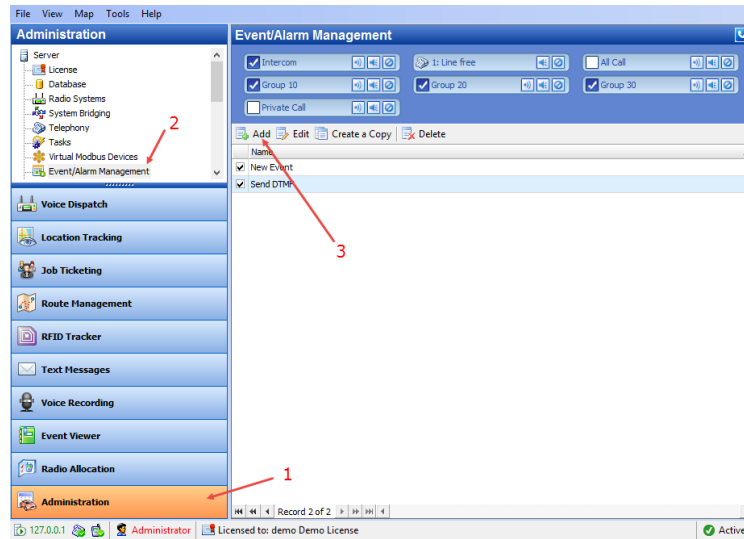 File View Map Tools Help
Administration
Server
License
Database
Radio Systems
System Bridging
Telephony
Tasks
Virtual Modbus Devices
Event/Alarm Management
2
Voice Dispatch
Location Tracking
Job Ticketing
Route Management
RFID Tracker
Text Messages
Voice Recording
Event Viewer
Radio Allocation
Administration
1
Event/Alarm Management
Intercom 1: Line free All Call
Group 10 Group 20 Group 30
Private Call
Add Edit Create a Copy Delete
Name
New Event
Send DTMF
3
Record 2 of 2
127.0.0.1 Administrator Licensed to: demo Demo License Active